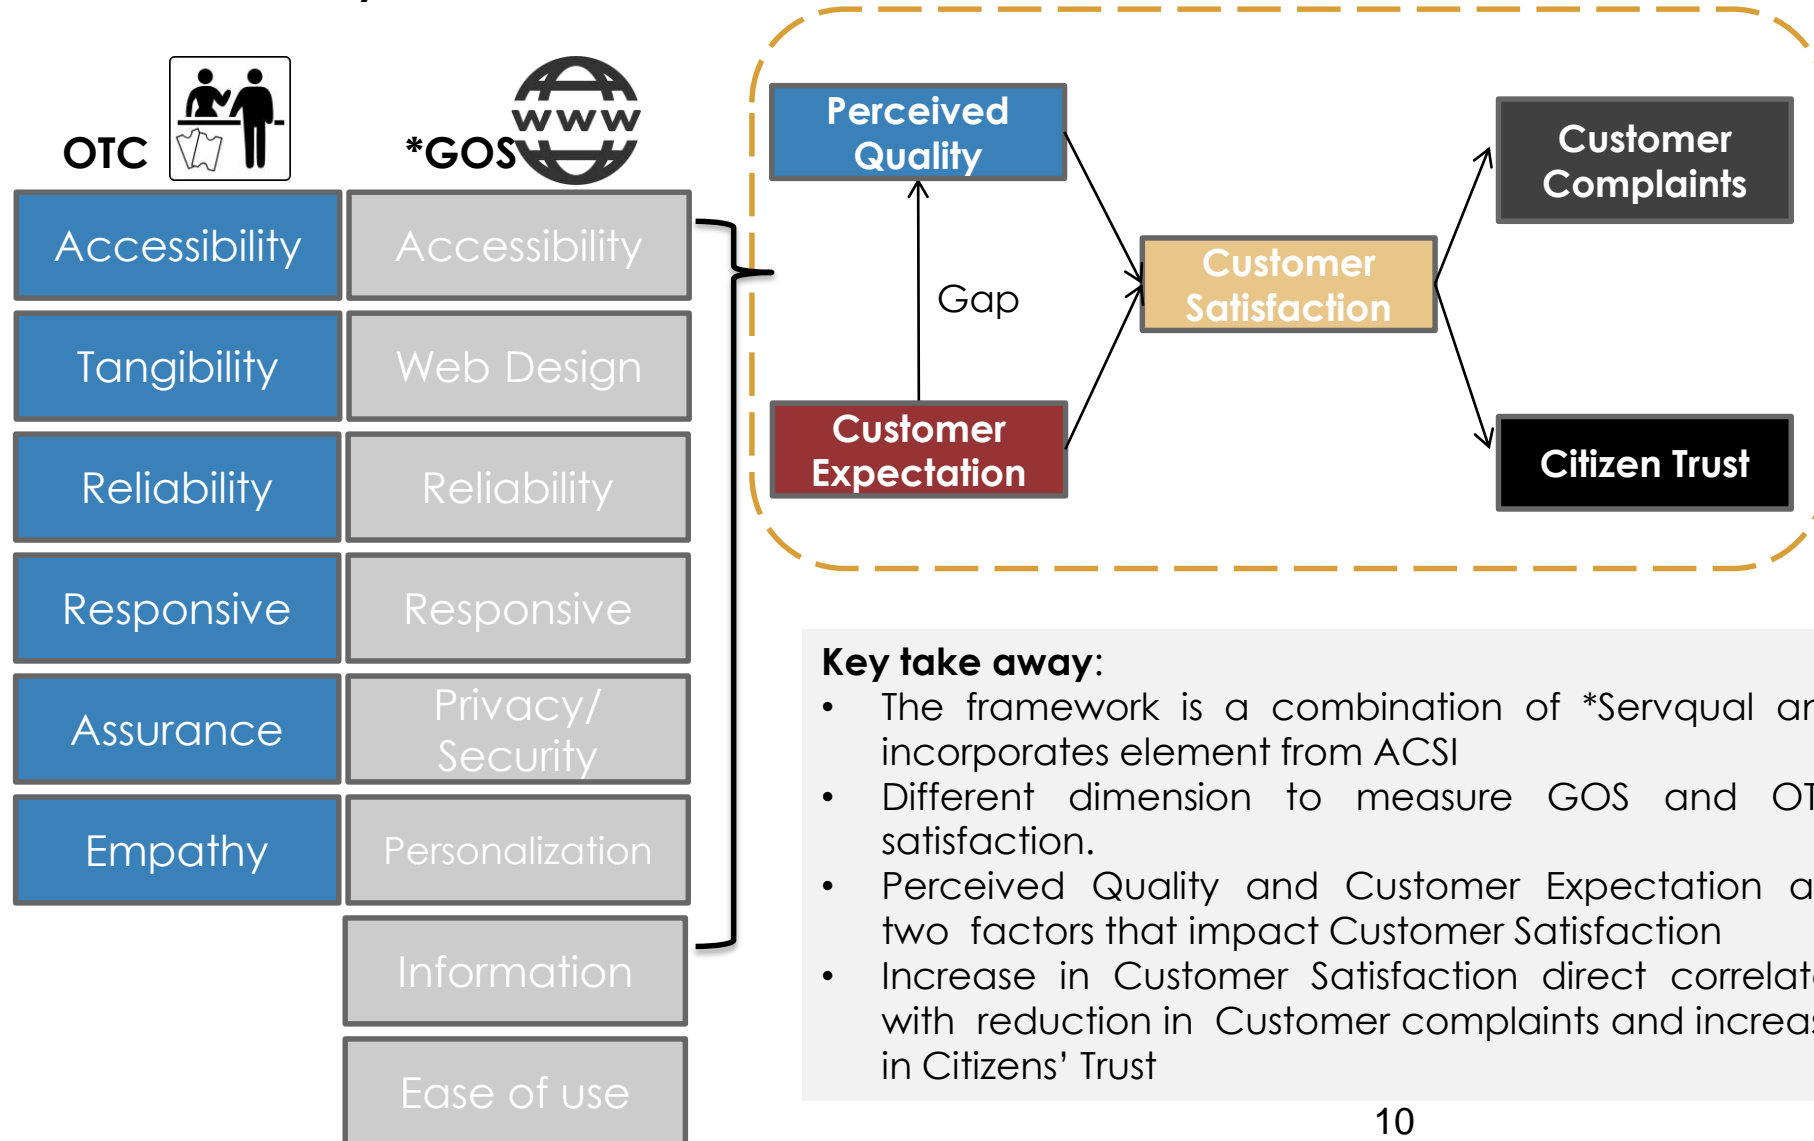 OTC
*GOS
www
Accessibility
Accessibility
Tangibility
Web Design
Reliability
Reliability
Responsive
Responsive
Assurance
Privacy/
Security
Empathy
Personalization
Information
Ease of use
Perceived
Quality
Gap
Customer
Expectation
Customer
Satisfaction
Customer
Complaints
Citizen Trust
Key take away:
• The framework is a combination of *Servqual
incorporates element from ACSI
• Different dimension to measure GOS and
satisfaction.
• Perceived Quality and Customer Expectation
two factors that impact Customer Satisfaction
• Increase in Customer Satisfaction direct
with reduction in Customer complaints and
in Citizens' Trust
10